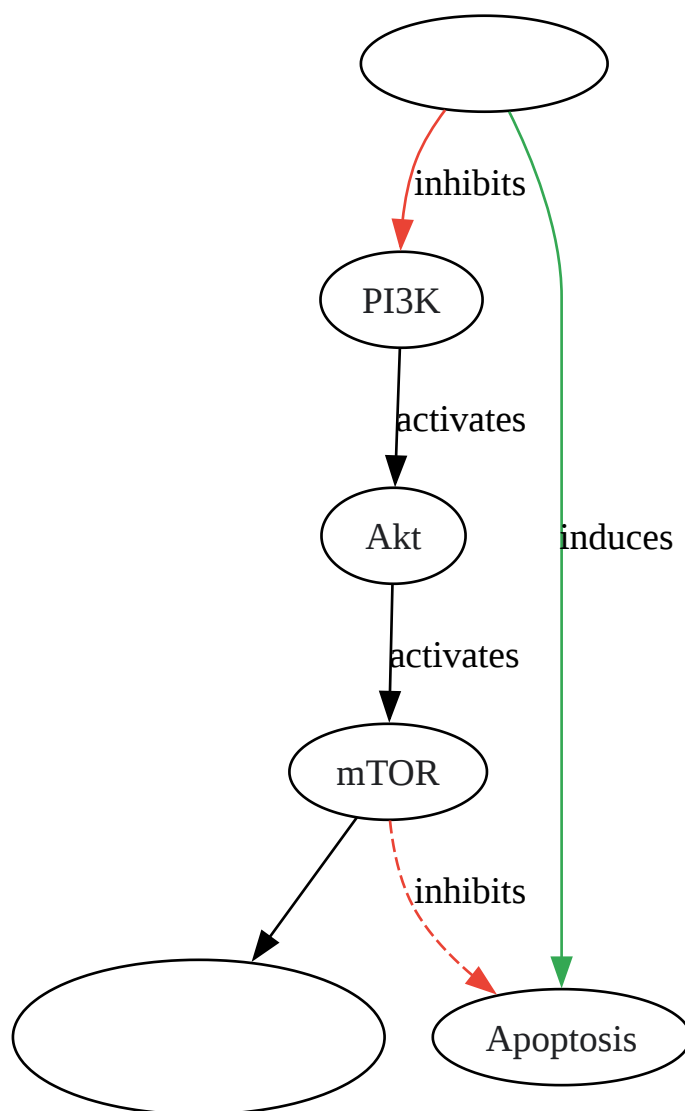 inhibits
PI3K
activates
Akt
induces
activates
mTOR
inhibits
Apoptosis